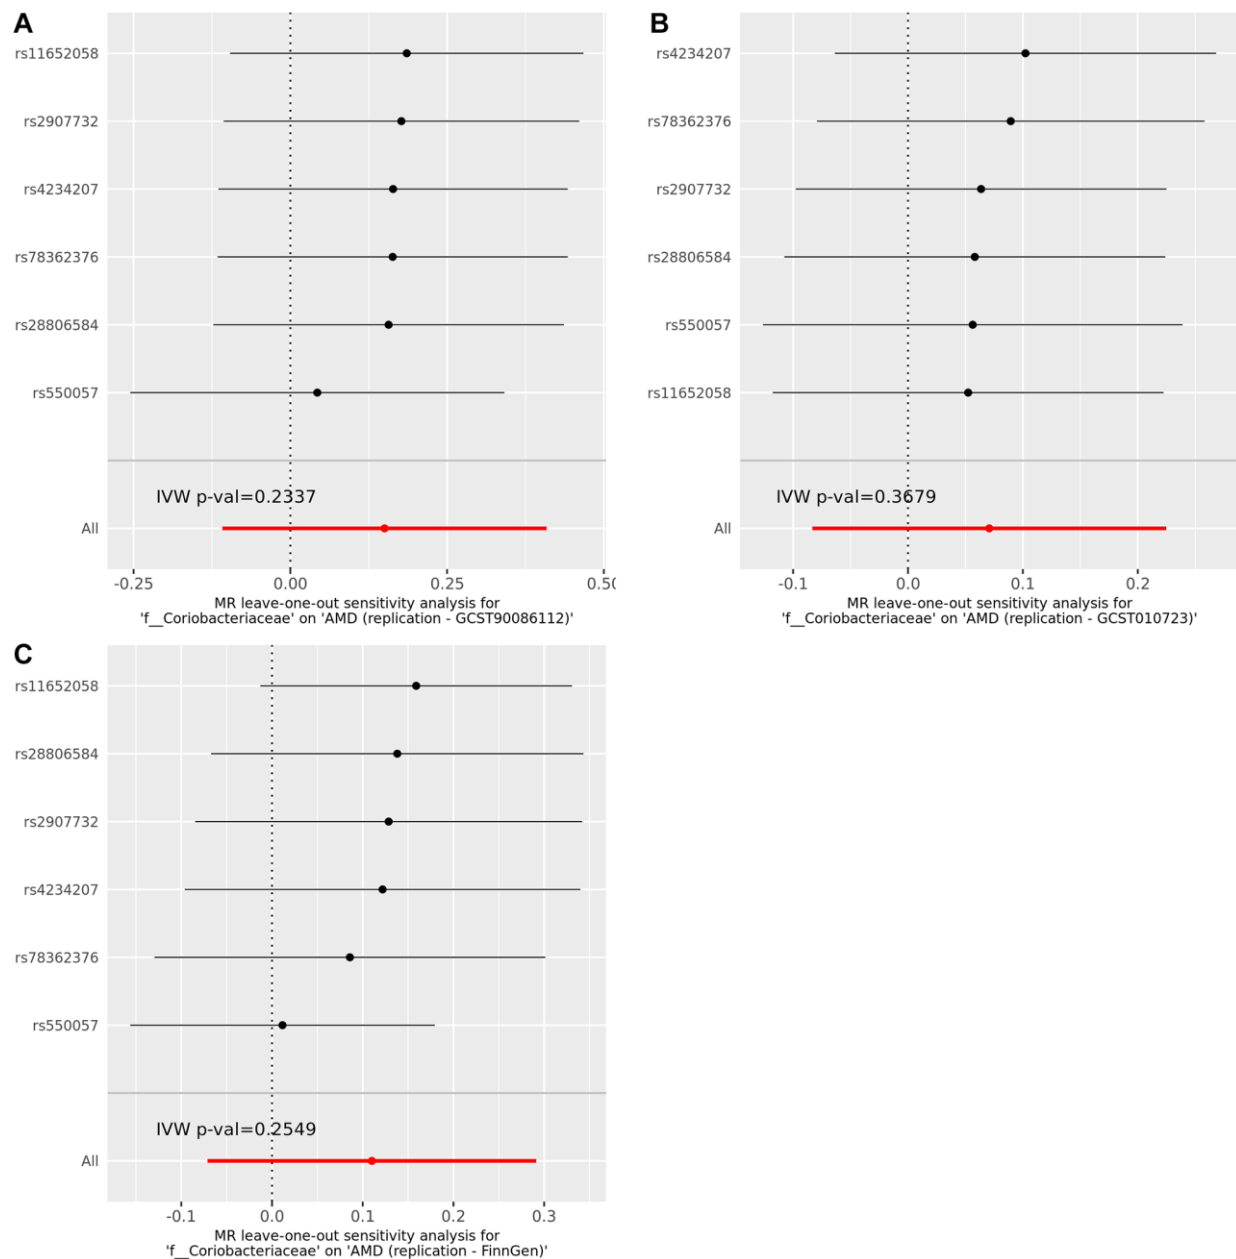 A
rs11652058
rs2907732
rs4234207
rs78362376
rs28806584
rs550057
IVW p-val=0.2337
All
-0.25 0.00 0.25 0.50
MR leave-one-out sensitivity analysis for
'f__Coriobacteriaceae' on 'AMD (replication - GCST90086112)'
B
rs4234207
rs78362376
rs2907732
rs28806584
rs550057
rs11652058
IVW p-val=0.3679
All
-0.1 0.0 0.1 0.2
MR leave-one-out sensitivity analysis for
'f__Coriobacteriaceae' on 'AMD (replication - GCST010723)'
C
rs11652058
rs28806584
rs2907732
rs4234207
rs78362376
rs550057
IVW p-val=0.2549
All
-0.1 0.0 0.1 0.2 0.3
MR leave-one-out sensitivity analysis for
'f__Coriobacteriaceae' on 'AMD (replication - FinnGen)'